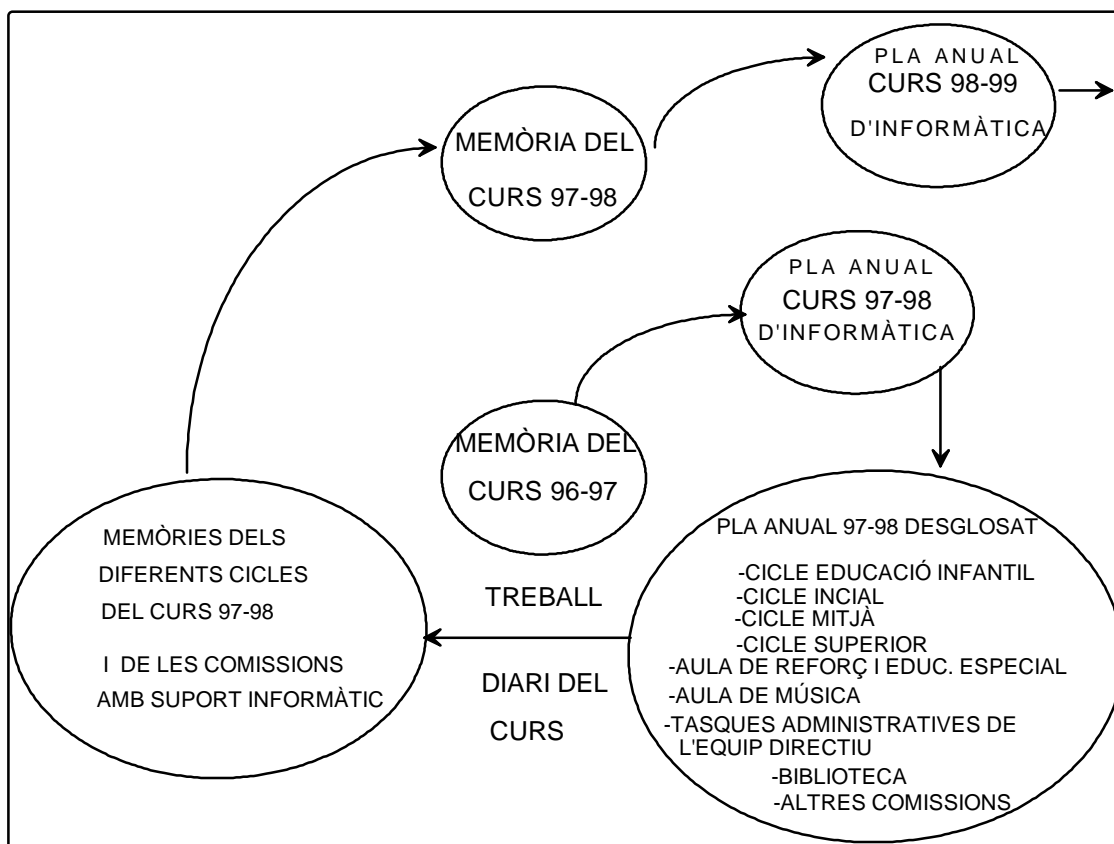 PLA ANUAL
CURS 98-99
D'INFORMÀTICA
MEMÒRIA DEL
CURS 97-98
PLA ANUAL
CURS 97-98
D'INFORMÀTICA
MEMÒRIA DEL
CURS 96-97
MEMÒRIES DELS
DIFERENTS CICLES
DEL CURS 97-98
I DE LES COMISSIONS
AMB SUPORT INFORMÀTIC
TREBALL
DIARI DEL
CURS
PLA ANUAL 97-98 DESGLOSAT
-CICLE EDUCACIÓ INFANTIL
-CICLE INCIAL
-CICLE MITJÀ
-CICLE SUPERIOR
-AULA DE REFORÇ I EDUC. ESPECIAL
-AULA DE MÚSICA
-TASQUES ADMINISTRATIVES DE
L'EQUIP DIRECTIU
-BIBLIOTECA
-ALTRES COMISSIONS